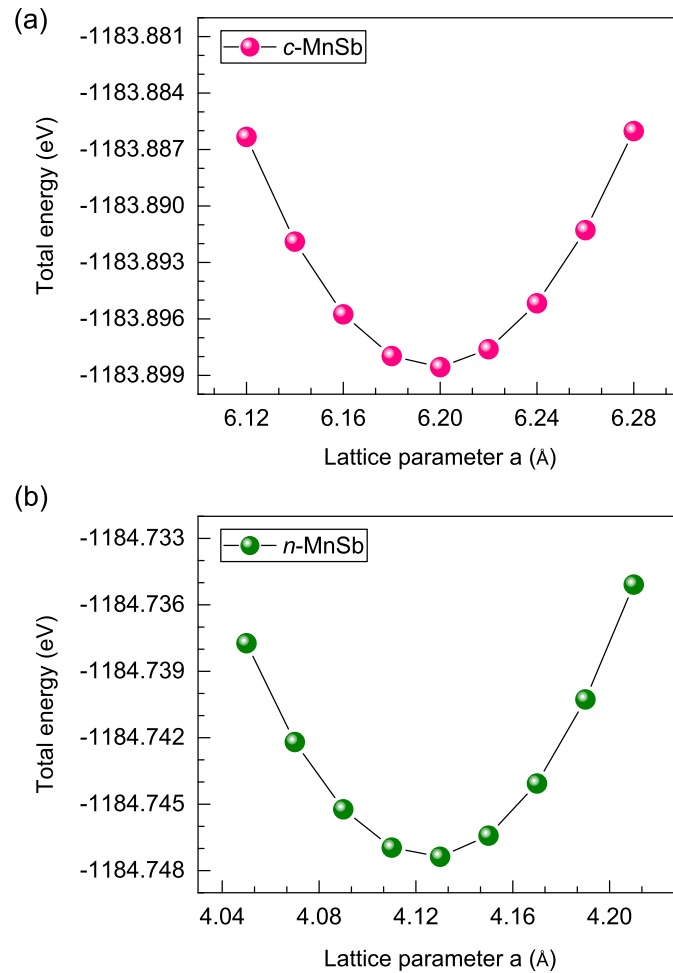 (a)
c-MnSb
-1183.881
-1183.884
-1183.887
-1183.890
-1183.893
-1183.896
-1183.899
Total energy (eV)
6.12 6.16 6.20 6.24 6.28
Lattice parameter a (Å)
(b)
n-MnSb
-1184.733
-1184.736
-1184.739
-1184.742
-1184.745
-1184.748
Total energy (eV)
4.04 4.08 4.12 4.16 4.20
Lattice parameter a (Å)